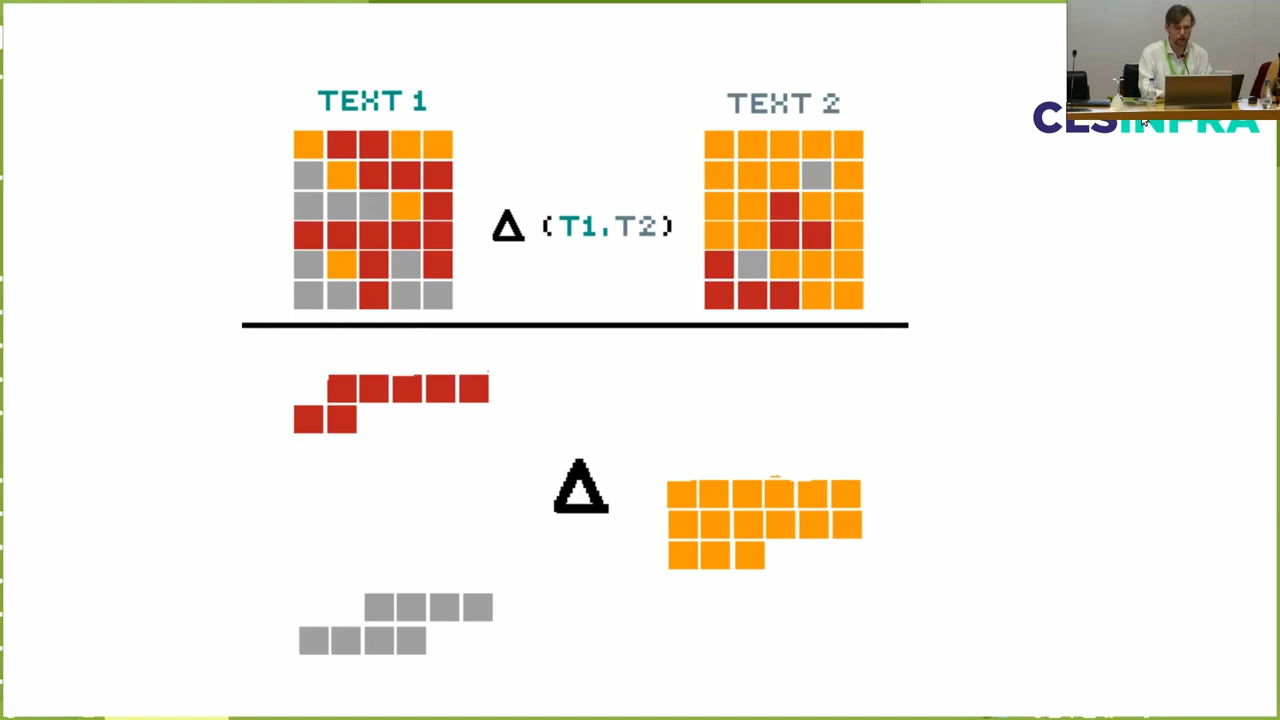 TEXT 1
TEXT 2
Δ (T1,T2)
Δ